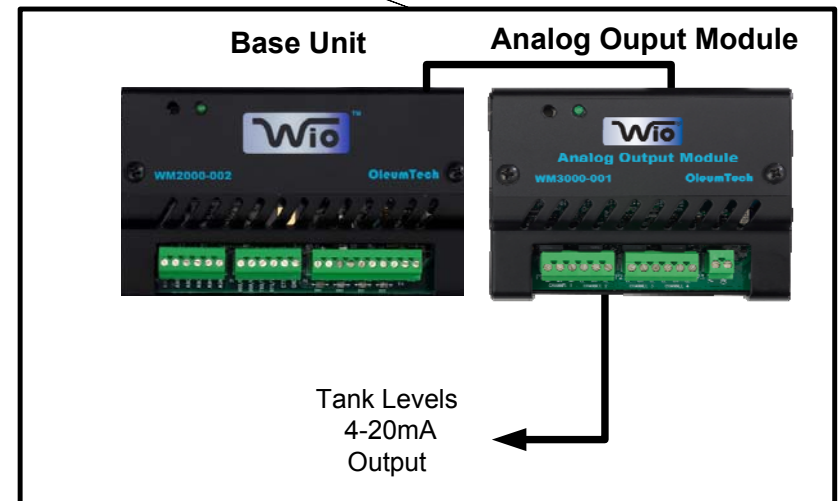 Base Unit
Analog Ouput Module
Wio
TM
WM2000-002
OleumTech
Wio
Analog Output Module
WM3000-001
OleumTech
Tank Levels
4-20mA
Output